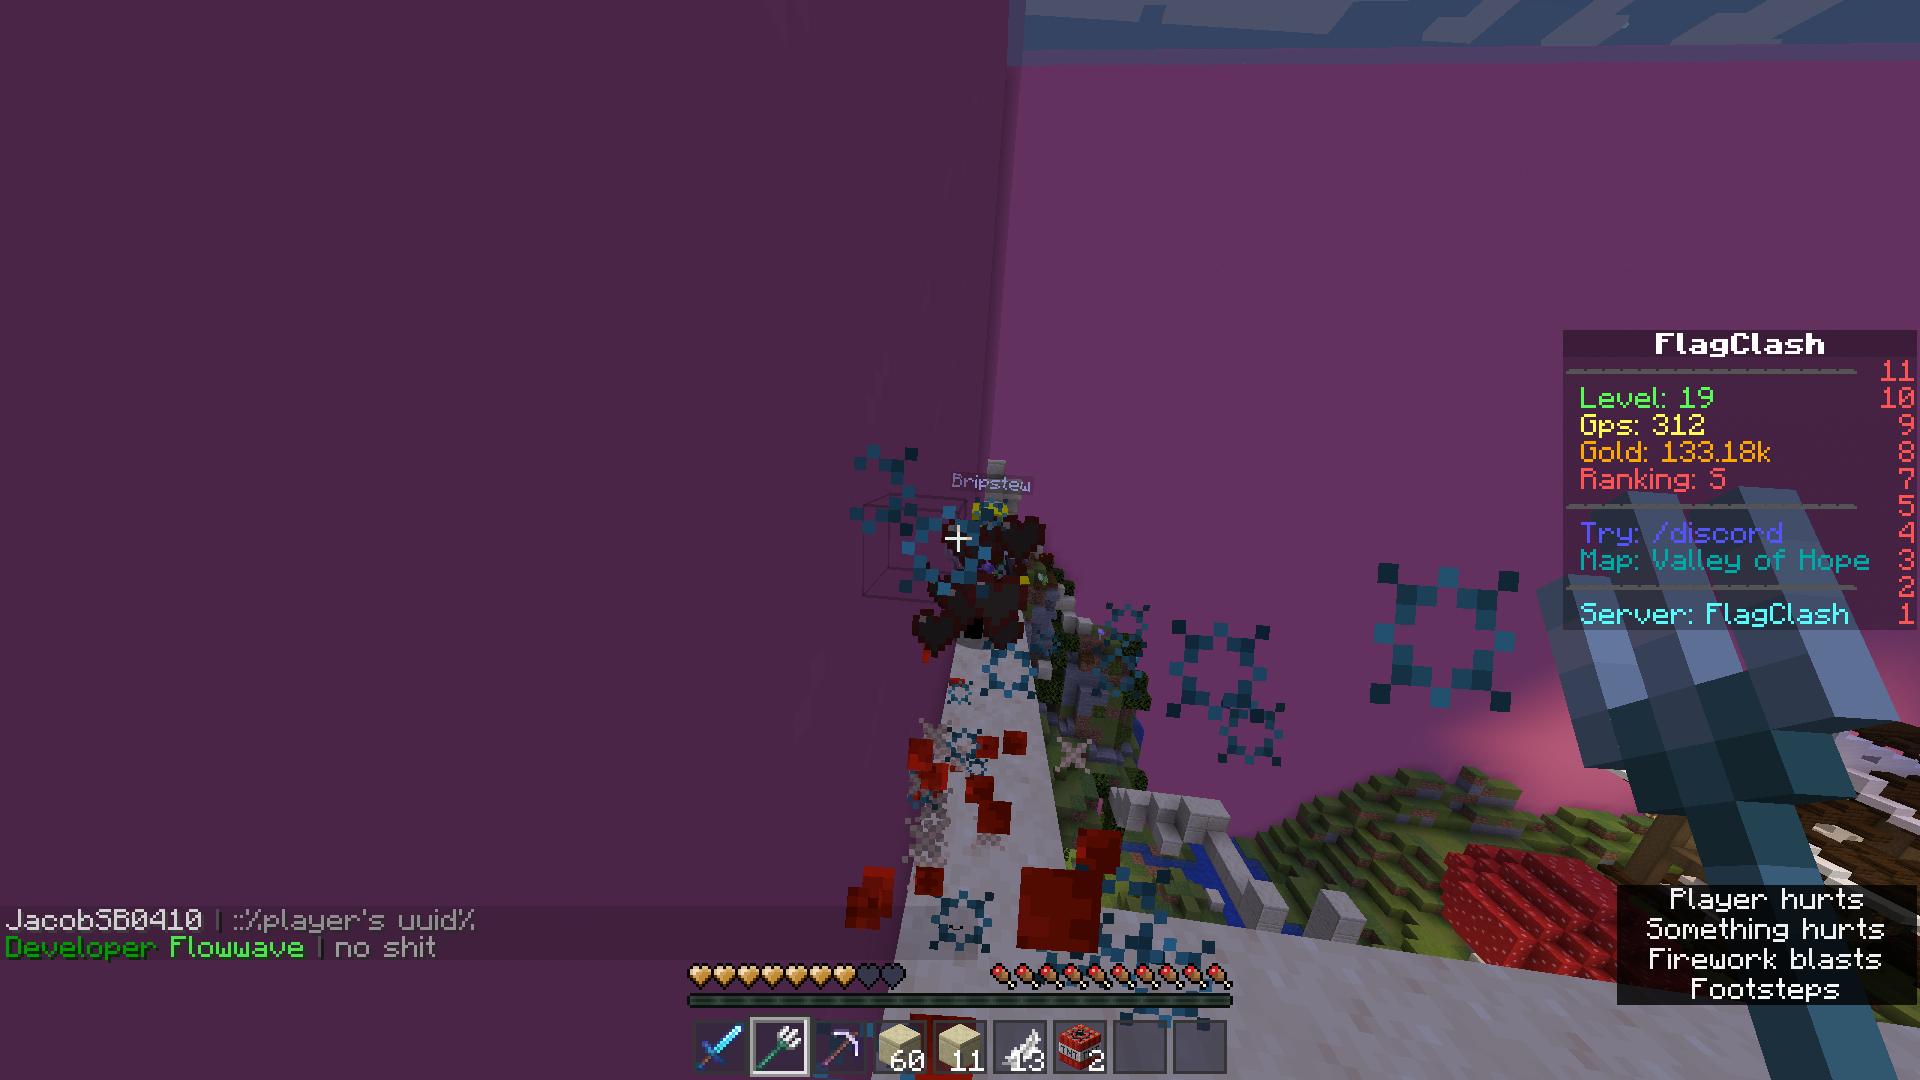 Bripstew
FlagClash
11
Level: 19 10
Gps: 312 9
Gold: 133.18k 8
Ranking: 5 7
5
Try: /discord 4
Map: Valley of Hope 3
2
Server: FlagClash 1
JacobSB0410 | ::%player's uuid%
Developer Flowwave | no shit
Player hurts
Something hurts
Firework blasts
Footsteps
60 11 13 2
TNT